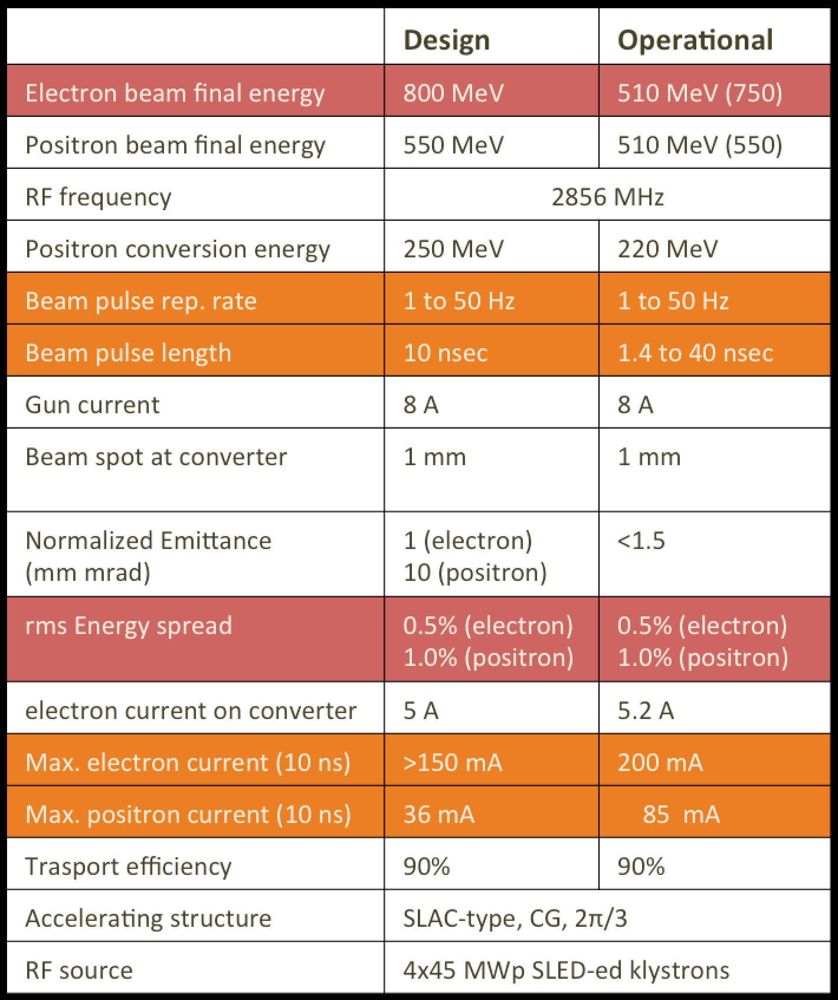 Design Operational
Electron beam final energy 800 MeV 510 MeV (750)
Positron beam final energy 550 MeV 510 MeV (550)
RF frequency 2856 MHz
Positron conversion energy 250 MeV 220 MeV
Beam pulse rep. rate 1 to 50 Hz 1 to 50 Hz
Beam pulse length 10 nsec 1.4 to 40 nsec
Gun current 8 A 8 A
Beam spot at converter 1 mm 1 mm
Normalized Emittance 1 (electron) <1.5
(mm mrad) 10 (positron)
rms Energy spread 0.5% (electron) 0.5% (electron)
1.0% (positron) 1.0% (positron)
electron current on converter 5 A 5.2 A
Max. electron current (10 ns) >150 mA 200 mA
Max. positron current (10 ns) 36 mA 85 mA
Trasport efficiency 90% 90%
Accelerating structure SLAC-type, CG, 2π/3
RF source 4x45 MWp SLED-ed klystrons